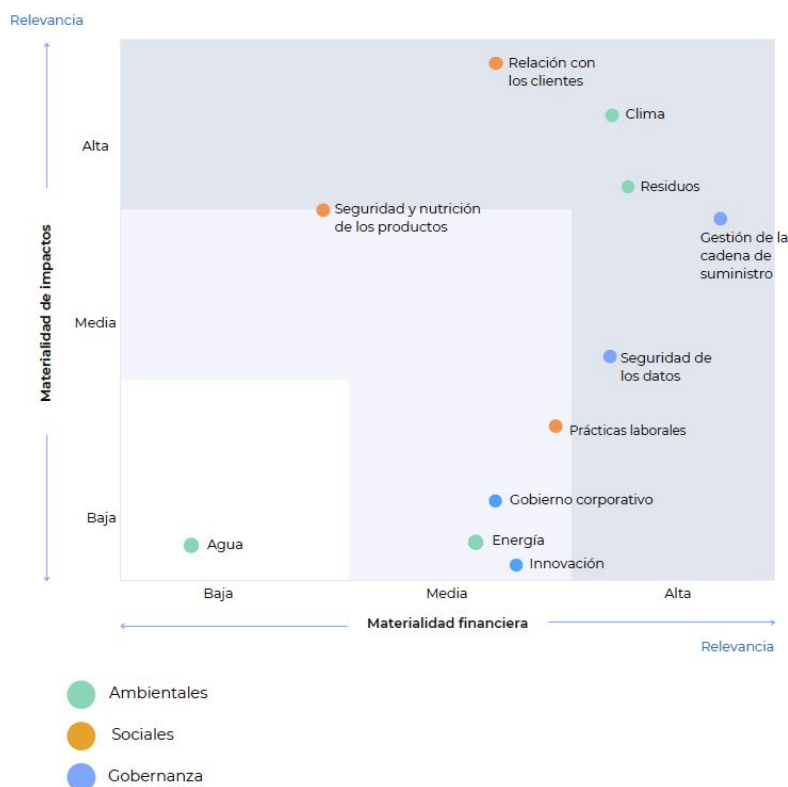 Relevancia
Relación con
los clientes
Clima
Alta
Residuos
Seguridad y nutrición
de los productos
Gestión de la
cadena de
suministro
Materialidad de impactos
Media
Seguridad de
los datos
Prácticas laborales
Gobierno corporativo
Baja
Energía
Agua
Innovación
Baja
Media
Alta
Materialidad financiera
Relevancia
Ambientales
Sociales
Gobernanza